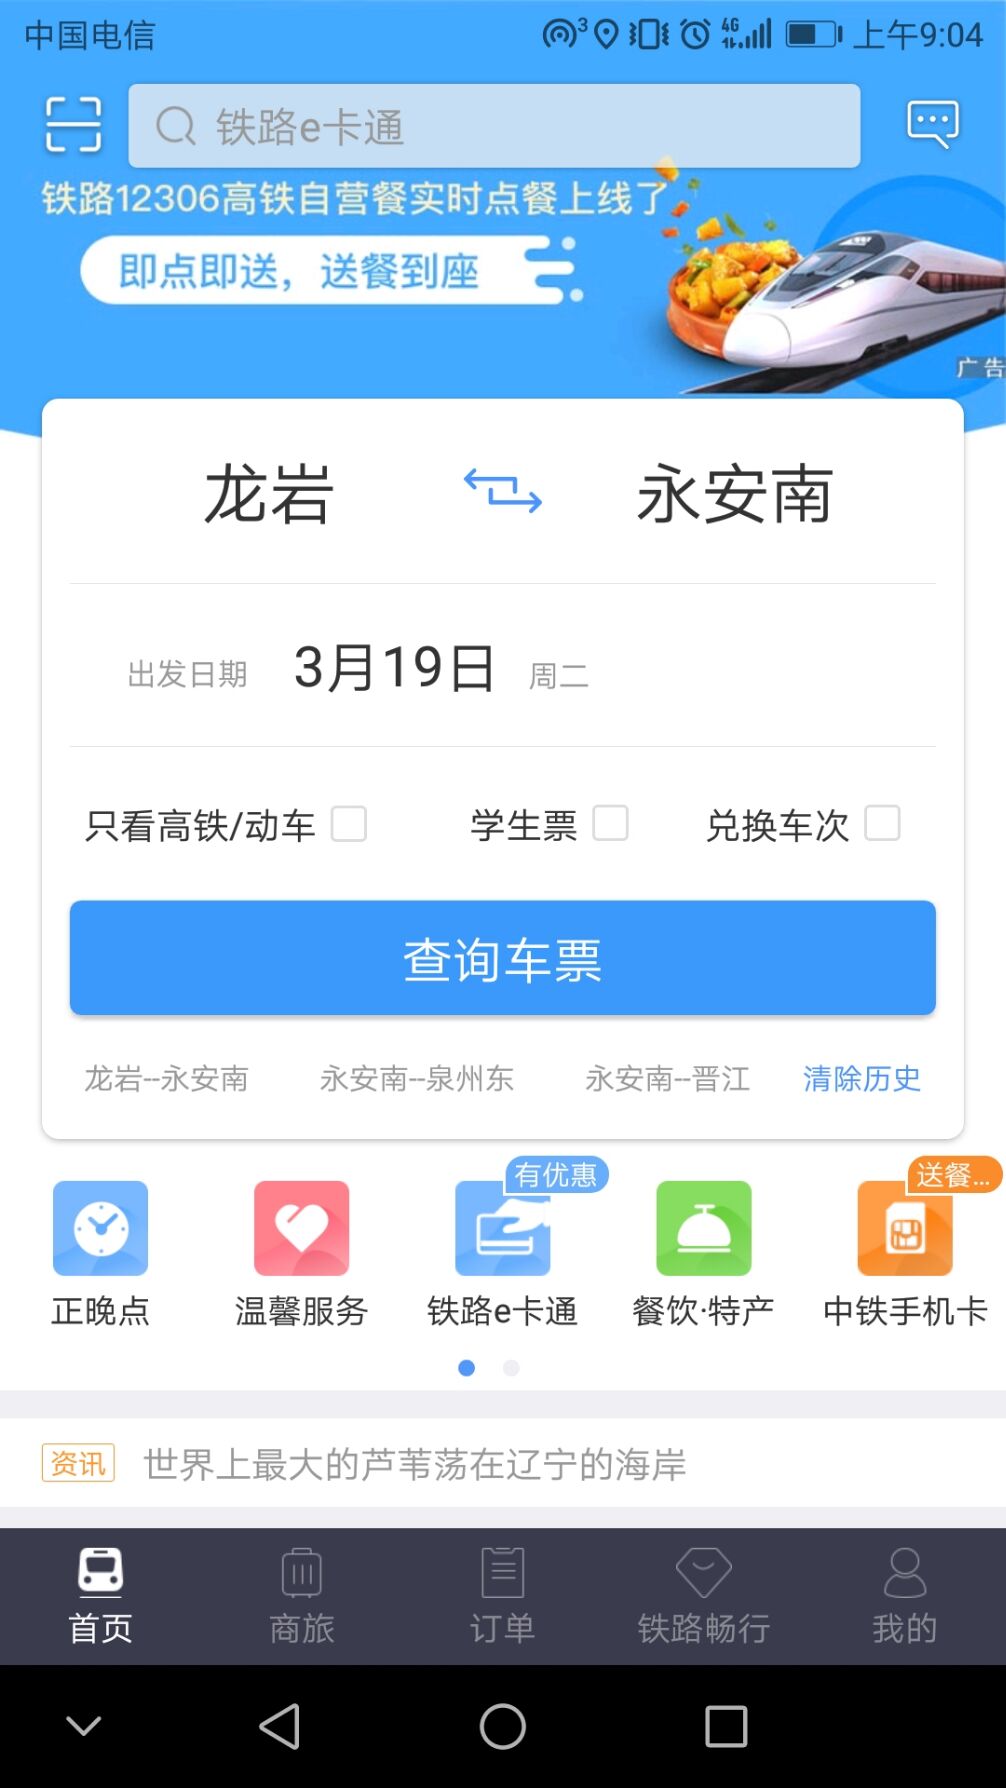 中国电信
3 4G 上午9:04
铁路e卡通
铁路12306高铁自营餐实时点餐上线了
即点即送，送餐到座
广告
龙岩 永安南
出发日期 3月19日 周二
只看高铁/动车 学生票 兑换车次
查询车票
龙岩--永安南 永安南--泉州东 永安南--晋江 清除历史
有优惠 送餐...
正晚点 温馨服务 铁路e卡通 餐饮·特产 中铁手机卡
资讯 世界上最大的芦苇荡在辽宁的海岸
首页 商旅 订单 铁路畅行 我的